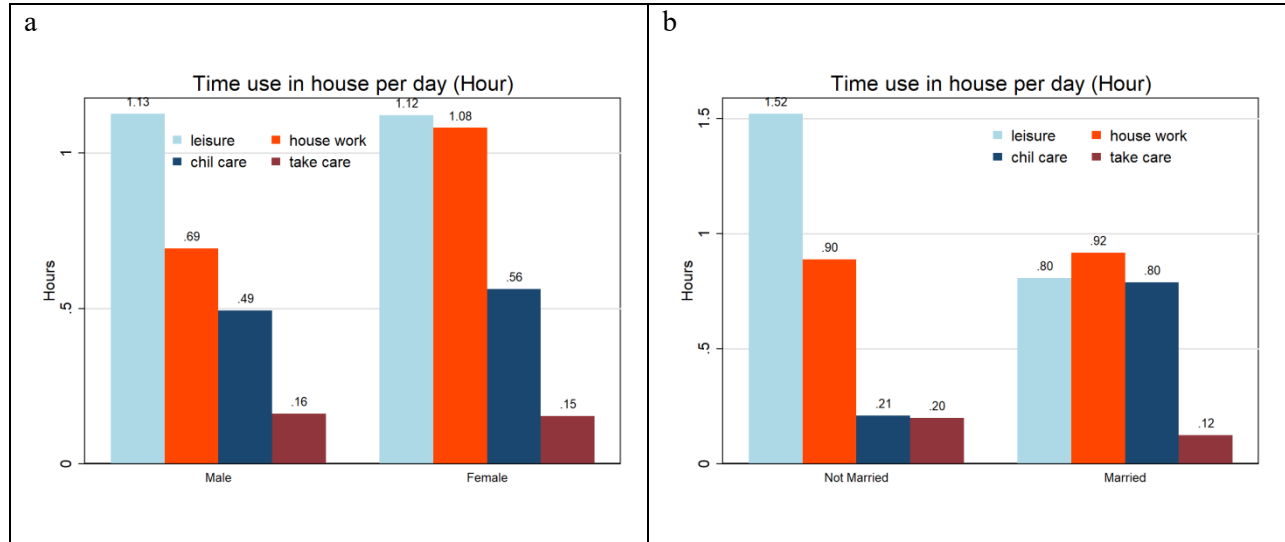 a
Time use in house per day (Hour)
1.13
1.12
1.08
leisure
house work
chil care
take care
1
.69
.49
.16
.56
.15
.5
0
Hours
Male
Female
b
Time use in house per day (Hour)
1.52
1.5
leisure
house work
chil care
take care
1
.90
.21
.20
.80
.92
.80
.12
.5
0
Hours
Not Married
Married